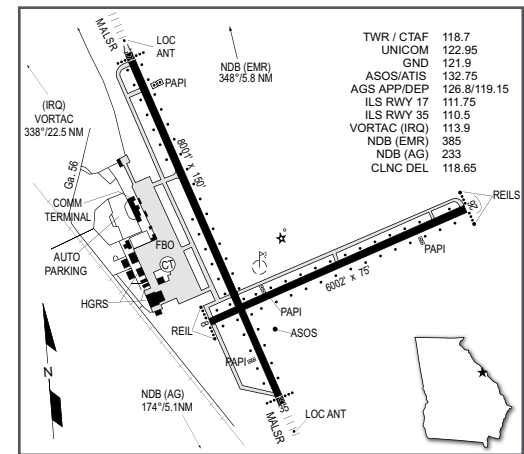 MALSR
LOC
ANT
PAPI
NDB (EMR)
348°/5.8 NM
TWR / CTAF 118.7
UNICOM 122.95
GND 121.9
ASOS/ATIS 132.75
AGS APP/DEP 126.8/119.15
ILS RWY 17 111.75
ILS RWY 35 110.5
VORTAC (IRQ) 113.9
NDB (EMR) 385
NDB (AG) 233
CLNC DEL 118.65
(IRQ)
VORTAC
338°/22.5 NM
Ga. 56
8001' x 150'
COMM
TERMINAL
FBO
AUTO
PARKING
P
HGRS
REILS
26
PAPI
6002' x 75'
PAPI
8
REIL
ASOS
PAPI
N
NDB (AG)
174°/5.1NM
35
MALSR
LOC ANT